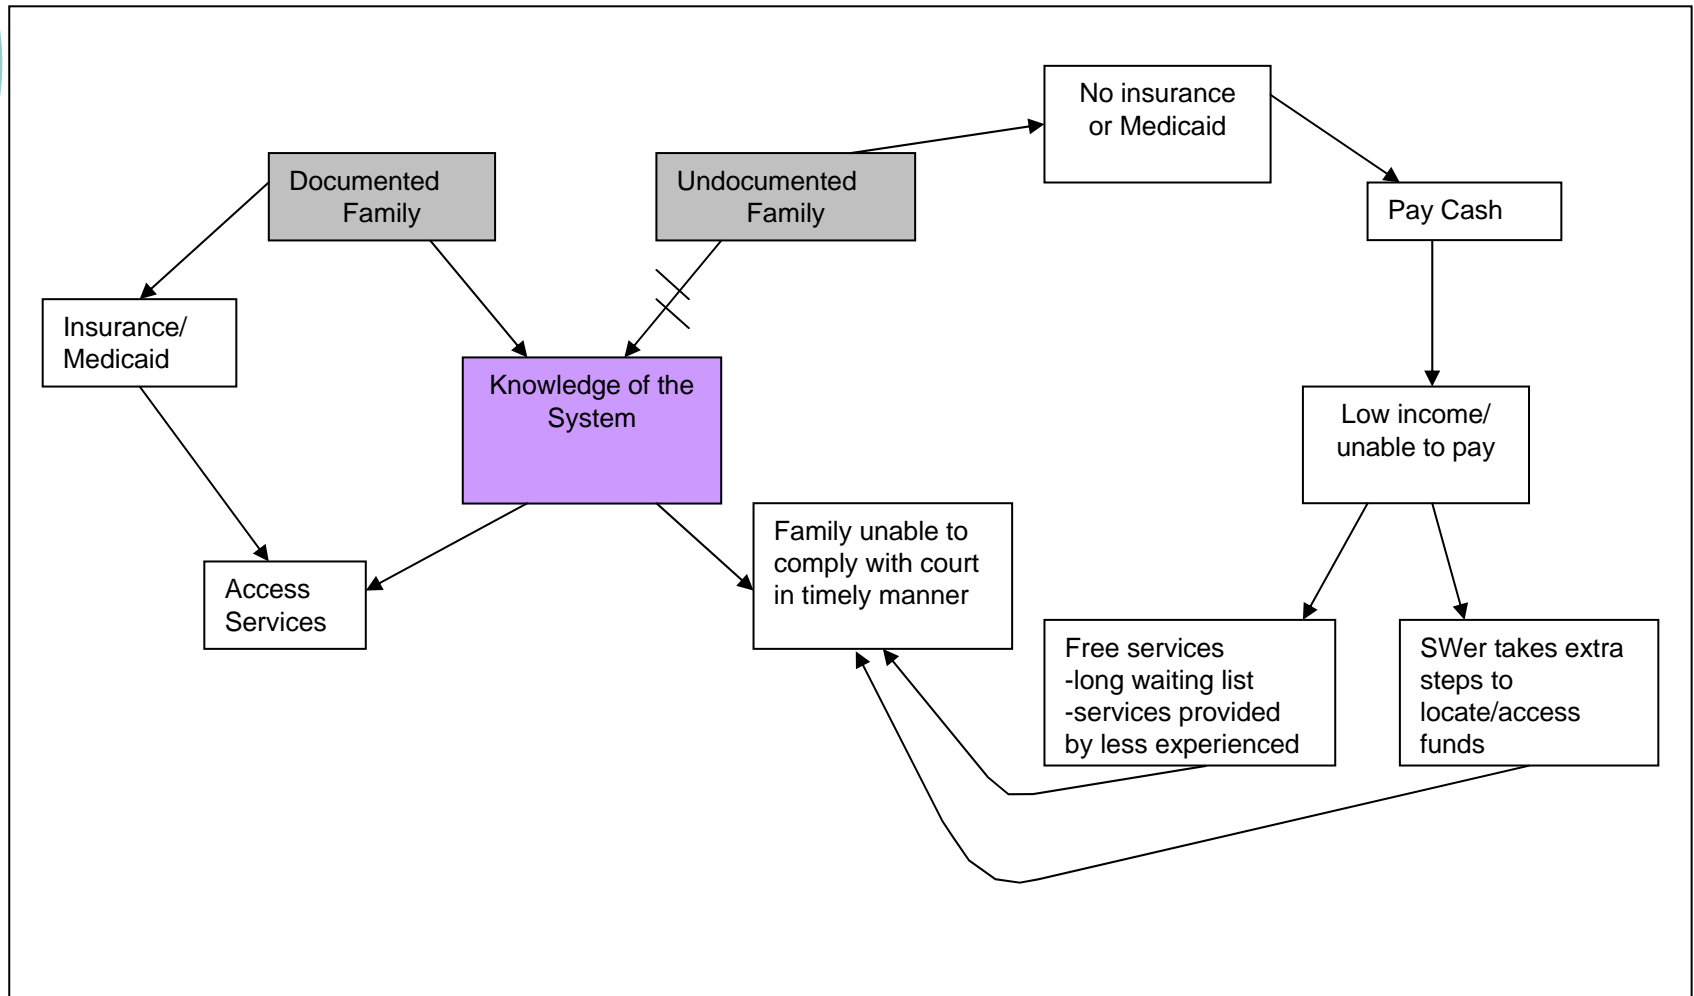 No insurance
or Medicaid
Documented
Family
Undocumented
Family
Pay Cash
Insurance/
Medicaid
Knowledge of the
System
Low income/
unable to pay
Family unable to
comply with court
in timely manner
Access
Services
Free services
-long waiting list
-services provided
by less experienced
SWer takes extra
steps to
locate/access
funds